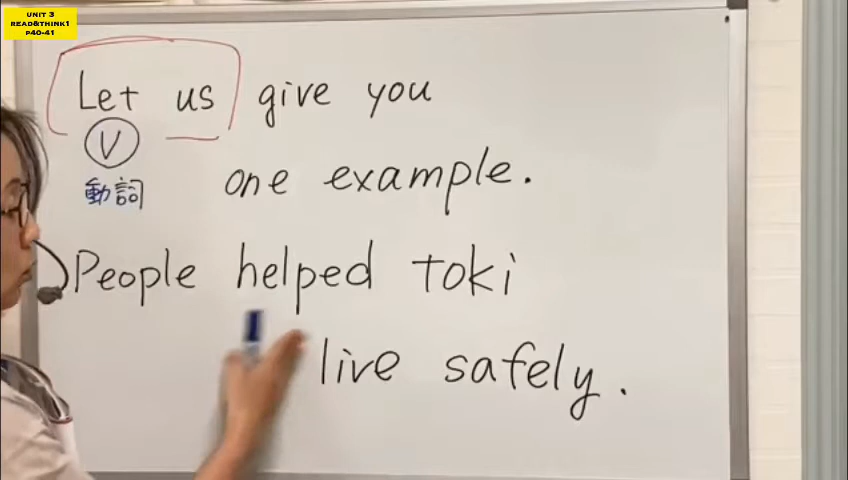 UNIT 3
READ&THINK1
P40-41
Let us give you
V
動詞
one example.
People helped toki
live safely.